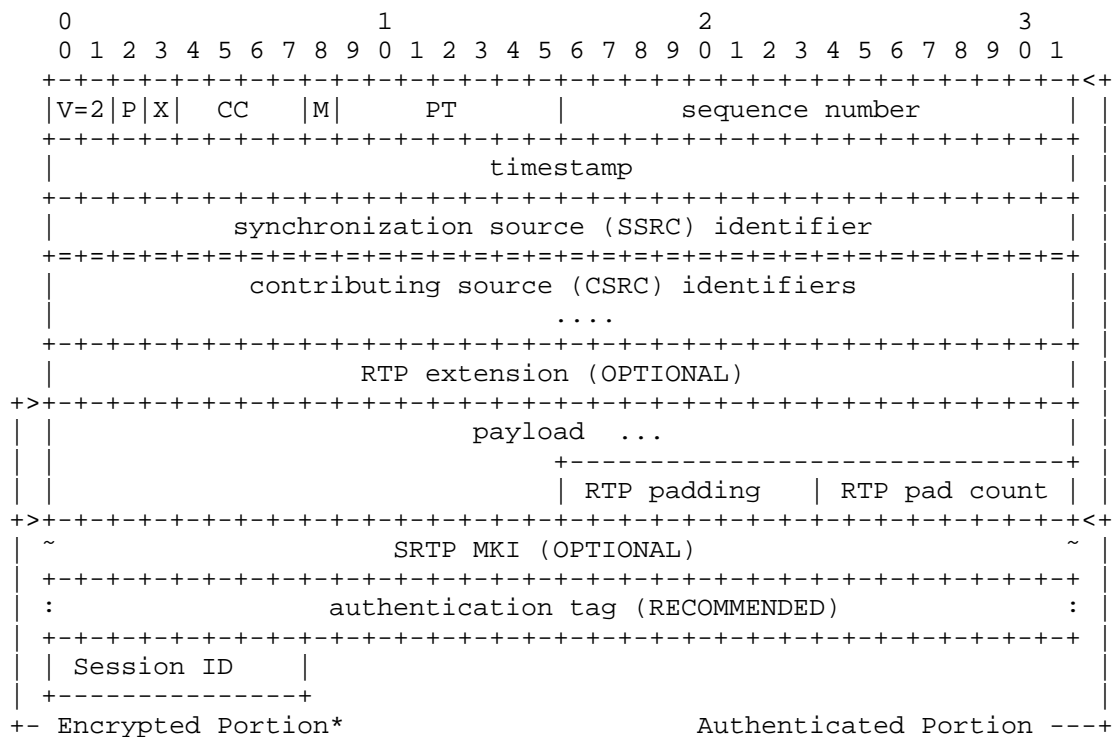 0                   1                   2                   3
0 1 2 3 4 5 6 7 8 9 0 1 2 3 4 5 6 7 8 9 0 1 2 3 4 5 6 7 8 9 0 1
+-+-+-+-+-+-+-+-+-+-+-+-+-+-+-+-+-+-+-+-+-+-+-+-+-+-+-+-+-+-+-+-+<+
|V=2|P|X|  CC   |M|     PT      |       sequence number         | |
+-+-+-+-+-+-+-+-+-+-+-+-+-+-+-+-+-+-+-+-+-+-+-+-+-+-+-+-+-+-+-+-+ |
|                           timestamp                           | |
+-+-+-+-+-+-+-+-+-+-+-+-+-+-+-+-+-+-+-+-+-+-+-+-+-+-+-+-+-+-+-+-+ |
|           synchronization source (SSRC) identifier            | |
+=+=+=+=+=+=+=+=+=+=+=+=+=+=+=+=+=+=+=+=+=+=+=+=+=+=+=+=+=+=+=+=+ |
|            contributing source (CSRC) identifiers             | |
|                               ....                            | |
+-+-+-+-+-+-+-+-+-+-+-+-+-+-+-+-+-+-+-+-+-+-+-+-+-+-+-+-+-+-+-+-+ |
|                   RTP extension (OPTIONAL)                    | |
+>+-+-+-+-+-+-+-+-+-+-+-+-+-+-+-+-+-+-+-+-+-+-+-+-+-+-+-+-+-+-+-+-+ |
| |                          payload  ...                         | |
| |                               +-------------------------------+ |
| |                               | RTP padding   | RTP pad count | |
+>+-+-+-+-+-+-+-+-+-+-+-+-+-+-+-+-+-+-+-+-+-+-+-+-+-+-+-+-+-+-+-+-+<+
| ~                     SRTP MKI (OPTIONAL)                       ~ |
| +-+-+-+-+-+-+-+-+-+-+-+-+-+-+-+-+-+-+-+-+-+-+-+-+-+-+-+-+-+-+-+-+ |
| :                 authentication tag (RECOMMENDED)              : |
| +-+-+-+-+-+-+-+-+-+-+-+-+-+-+-+-+-+-+-+-+-+-+-+-+-+-+-+-+-+-+-+-+ |
| | Session ID    |                                                 |
| +---------------+                                                 |
+- Encrypted Portion*                      Authenticated Portion ---+